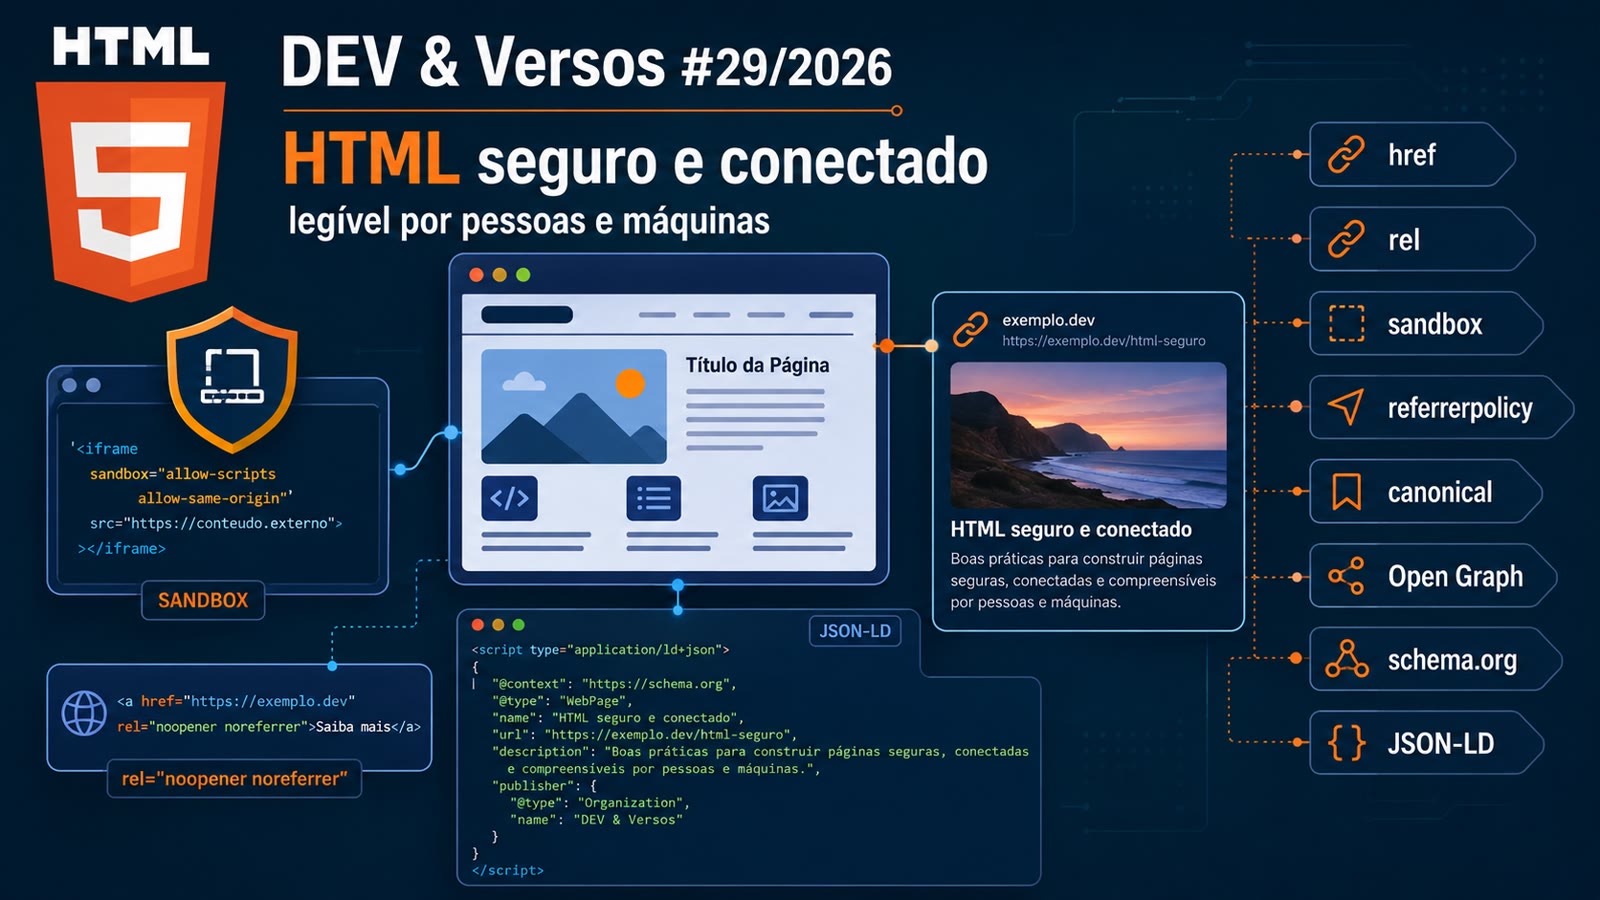 HTML
5
DEV & Versos #29/2026
HTML seguro e conectado
legível por pessoas e máquinas
'<iframe
sandbox="allow-scripts
allow-same-origin"'
src="https://conteudo.externo">
></iframe>
SANDBOX
<a href="https://exemplo.dev"
rel="noopener noreferrer">Saiba mais</a>
rel="noopener noreferrer"
Título da Página
</>
JSON-LD
<script type="application/ld+json">
{
| "@context": "https://schema.org",
"@type": "WebPage",
"name": "HTML seguro e conectado",
"url": "https://exemplo.dev/html-seguro",
"description": "Boas práticas para construir páginas seguras, conectadas
e compreensíveis por pessoas e máquinas.",
"publisher": {
"@type": "Organization",
"name": "DEV & Versos"
}
}
</script>
exemplo.dev
https://exemplo.dev/html-seguro
HTML seguro e conectado
Boas práticas para construir páginas
seguras, conectadas e compreensíveis
por pessoas e máquinas.
href
rel
sandbox
referrerpolicy
canonical
Open Graph
schema.org
{} JSON-LD